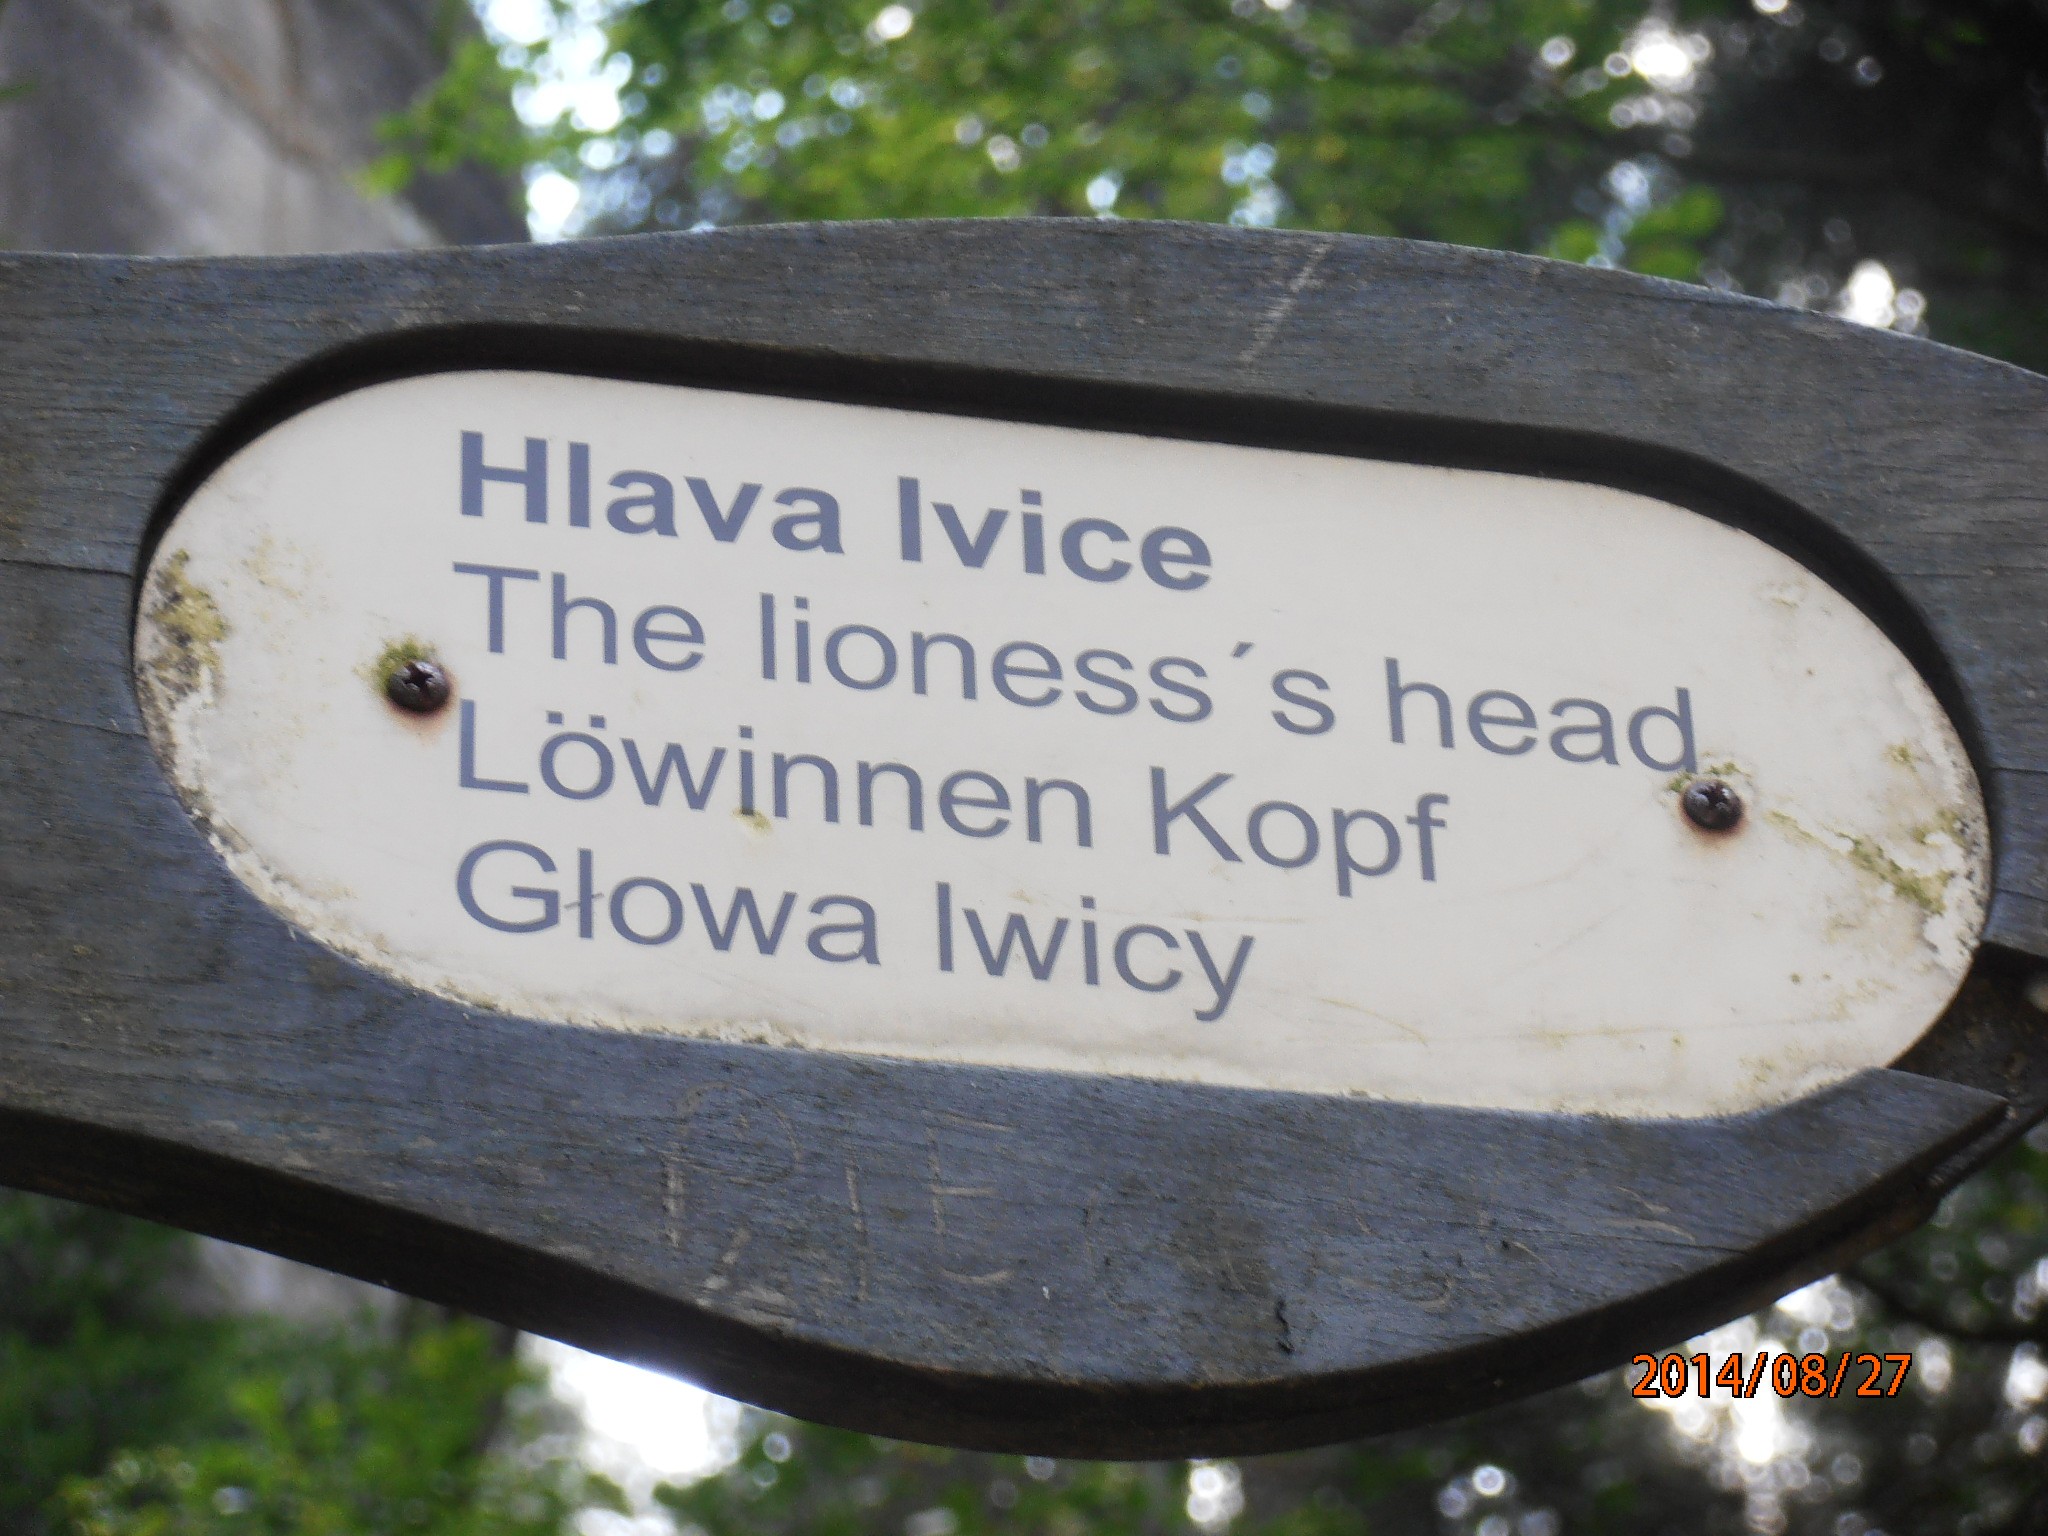 Hlava lvice
The lioness´s head
Löwinnen Kopf
Głowa lwicy
2014/08/27